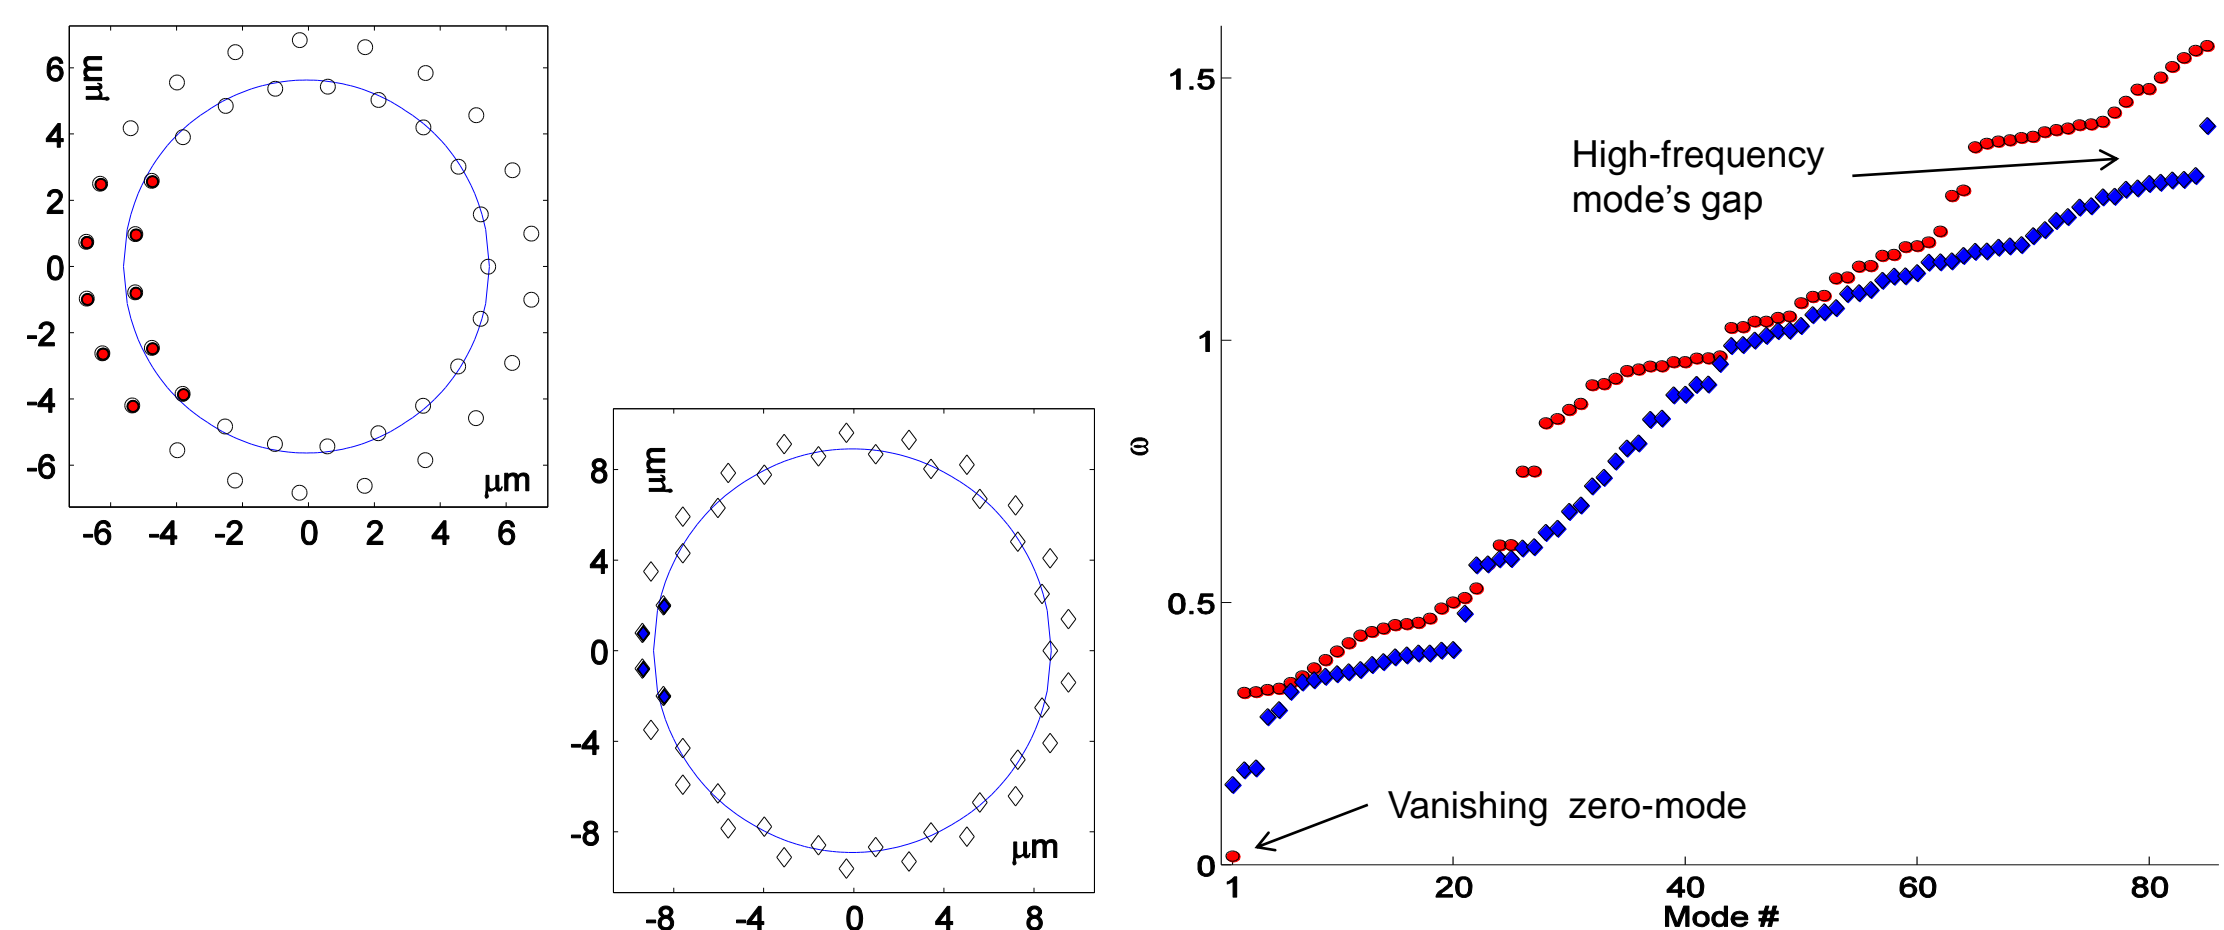 μm
6
4
2
0
-2
-4
-6
μm
-6 -4 -2 0 2 4 6
μm
8
4
0
-4
-8
μm
-8 -4 0 4 8
ω
1.5
1
0.5
0
High-frequency
mode's gap
Vanishing zero-mode
1 20 40 60 80
Mode #